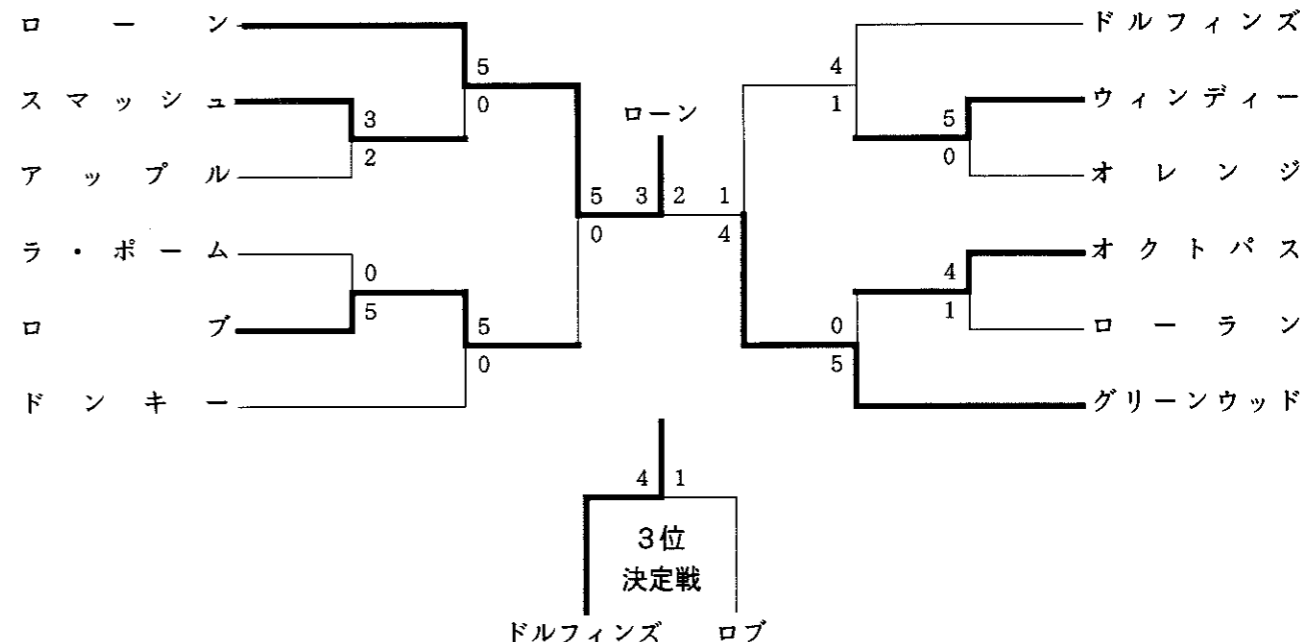 ローン
5
0
スマッシュ
3
2
アップル
ラ・ポーム
0
5
ロブ
5
0
ドンキー
5
0
ローン
3 2
1
4
ドルフィンズ
4
1
ウィンディー
5
0
オレンジ
オクトパス
4
1
ローラン
0
5
グリーンウッド
4 1
3位
決定戦
ドルフィンズ ロブ